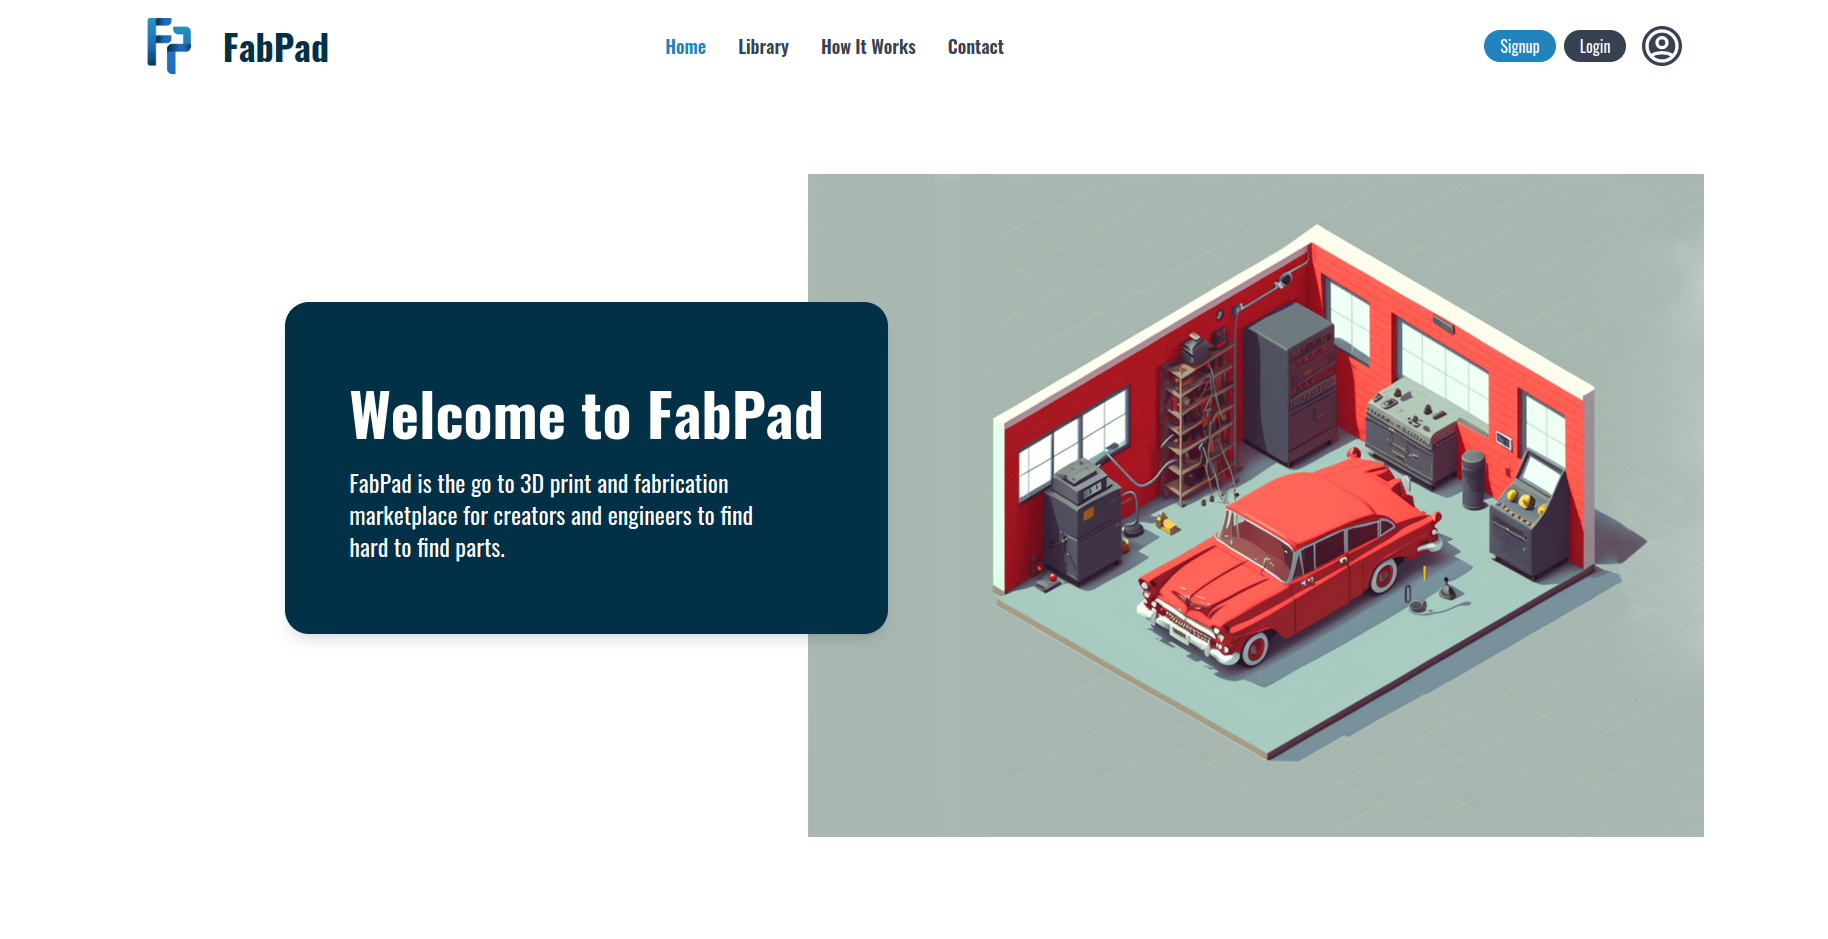 FP FabPad
Home Library How It Works Contact
Signup Login
Welcome to FabPad
FabPad is the go to 3D print and fabrication
marketplace for creators and engineers to find
hard to find parts.